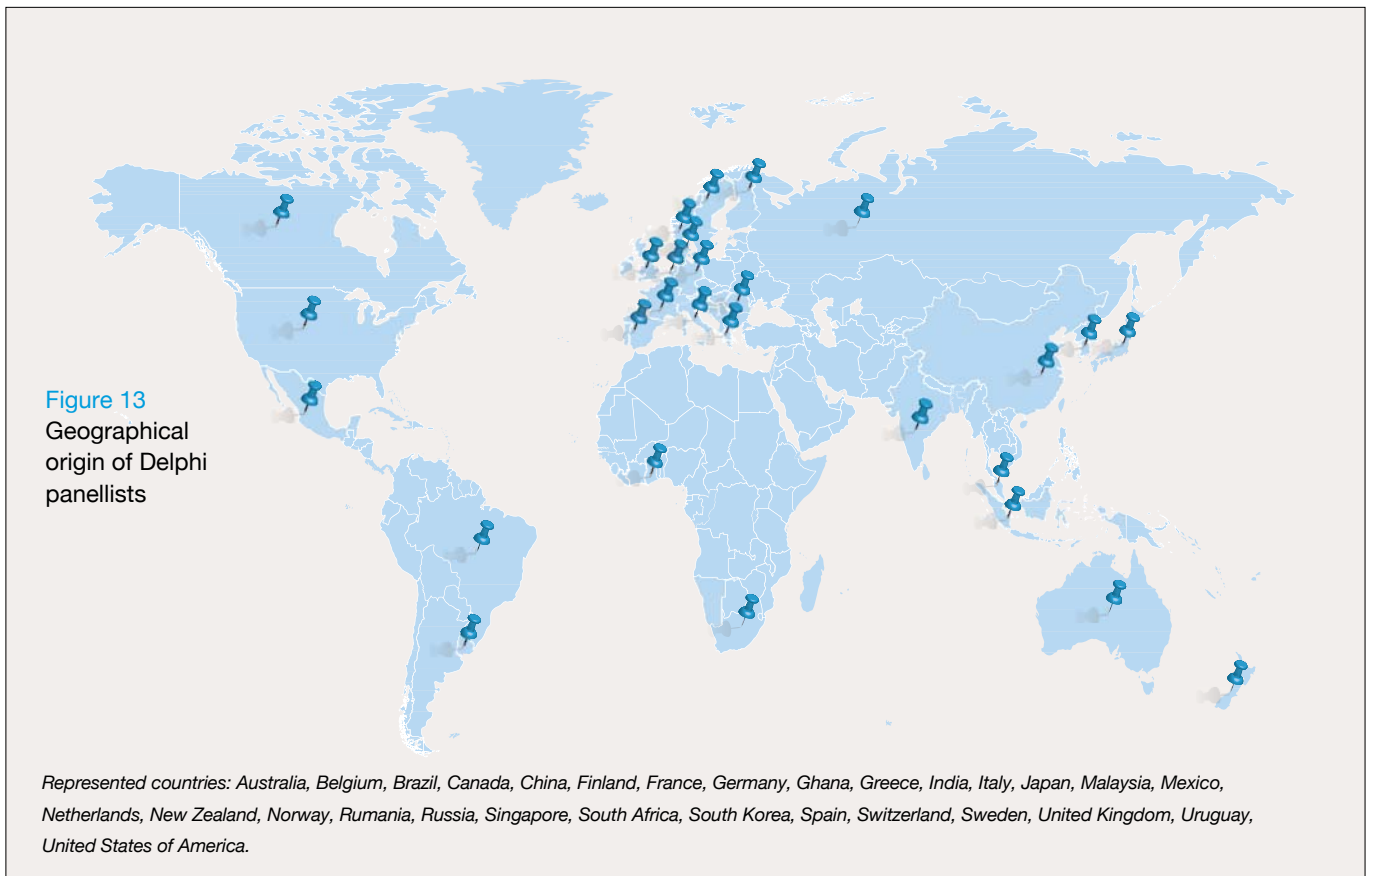 Figure 13
Geographical
origin of Delphi
panellists
Represented countries: Australia, Belgium, Brazil, Canada, China, Finland, France, Germany, Ghana, Greece, India, Italy, Japan, Malaysia, Mexico,
Netherlands, New Zealand, Norway, Rumania, Russia, Singapore, South Africa, South Korea, Spain, Switzerland, Sweden, United Kingdom, Uruguay,
United States of America.